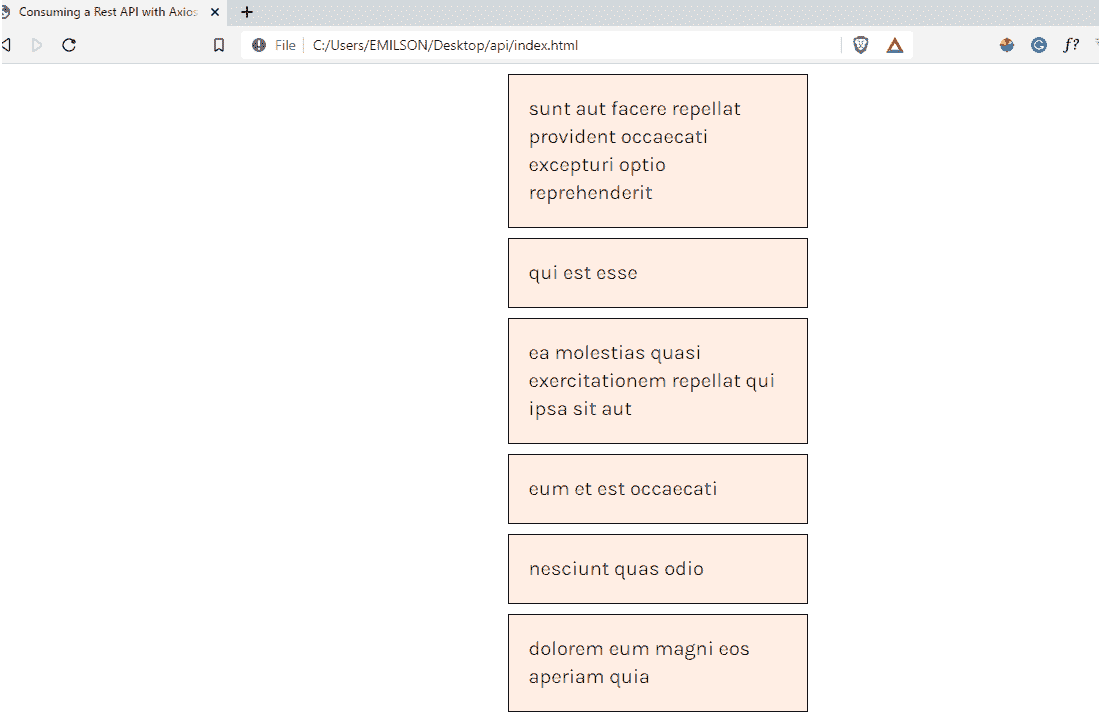 Consuming a Rest API with Axios
File
C:/Users/EMILSON/Desktop/api/index.html
f?
sunt aut facere repellat
provident occaecati
excepturi optio
reprehenderit
qui est esse
ea molestias quasi
exercitationem repellat qui
ipsa sit aut
eum et est occaecati
nesciunt quas odio
dolorem eum magni eos
aperiam quia